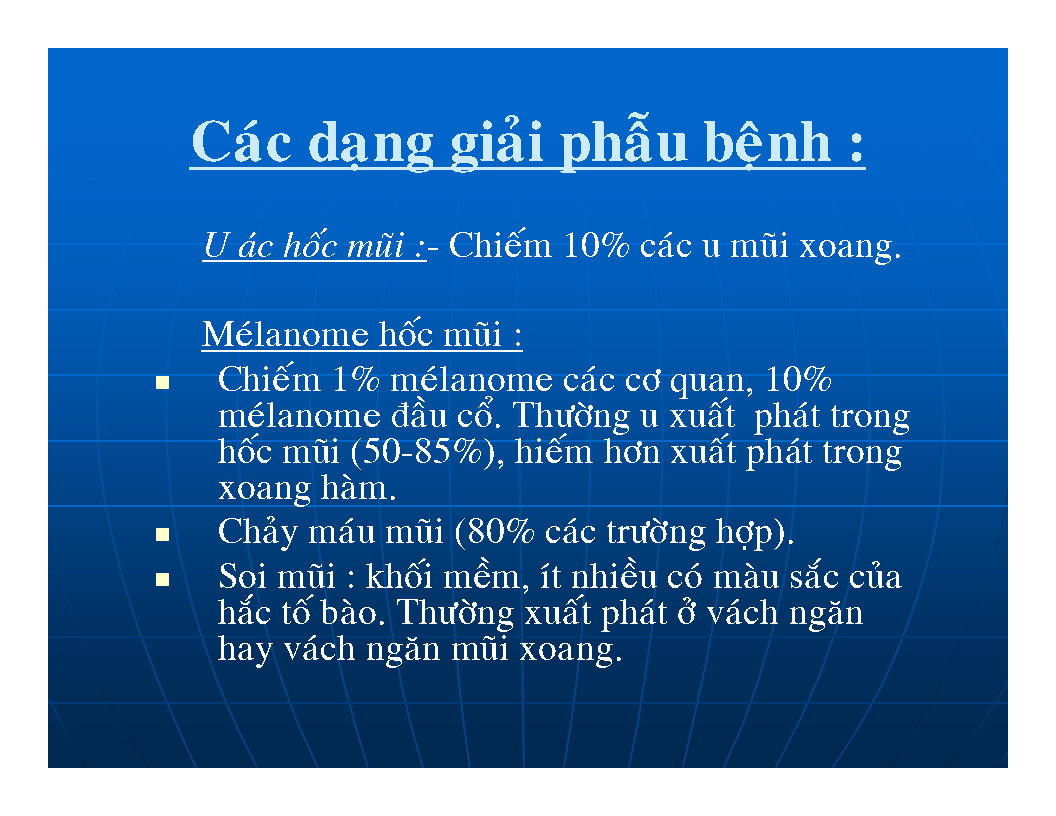 Các dạng giải phẫu bệnh :
U ác hốc mũi :- Chiếm 10% các u mũi xoang.
Mélanome hốc mũi :
Chiếm 1% mélanome các cơ quan, 10%
mélanome đầu cổ. Thường u xuất phát trong
hốc mũi (50-85%), hiếm hơn xuất phát trong
xoang hàm.
Chảy máu mũi (80% các trường hợp).
Soi mũi : khối mềm, ít nhiều có màu sắc của
hắc tố bào. Thường xuất phát ở vách ngăn
hay vách ngăn mũi xoang.